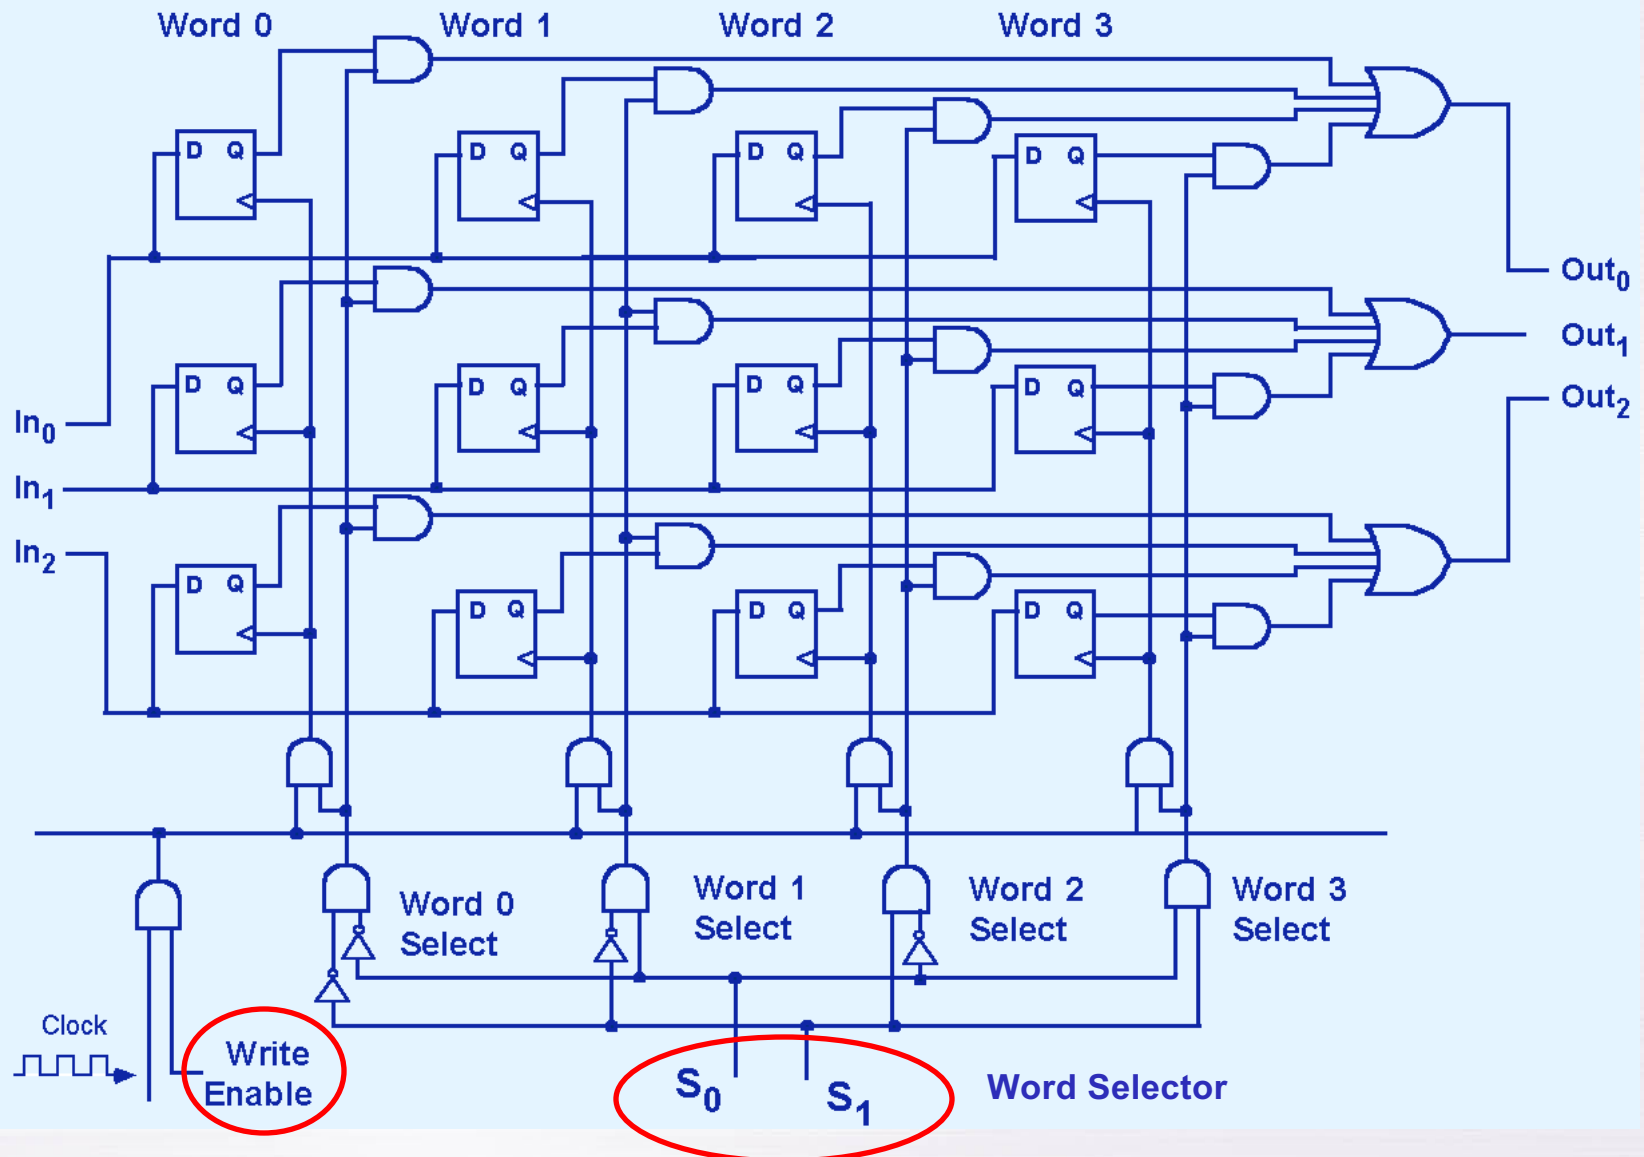 Word 0 Word 1 Word 2 Word 3
D Q D Q D Q D Q
Out0
Out1
D Q D Q D Q D Q
Out2
In0
In1
In2
D Q D Q D Q D Q
Word 0
Select
Word 1
Select
Word 2
Select
Word 3
Select
Clock
Write
Enable
S0 S1
Word Selector